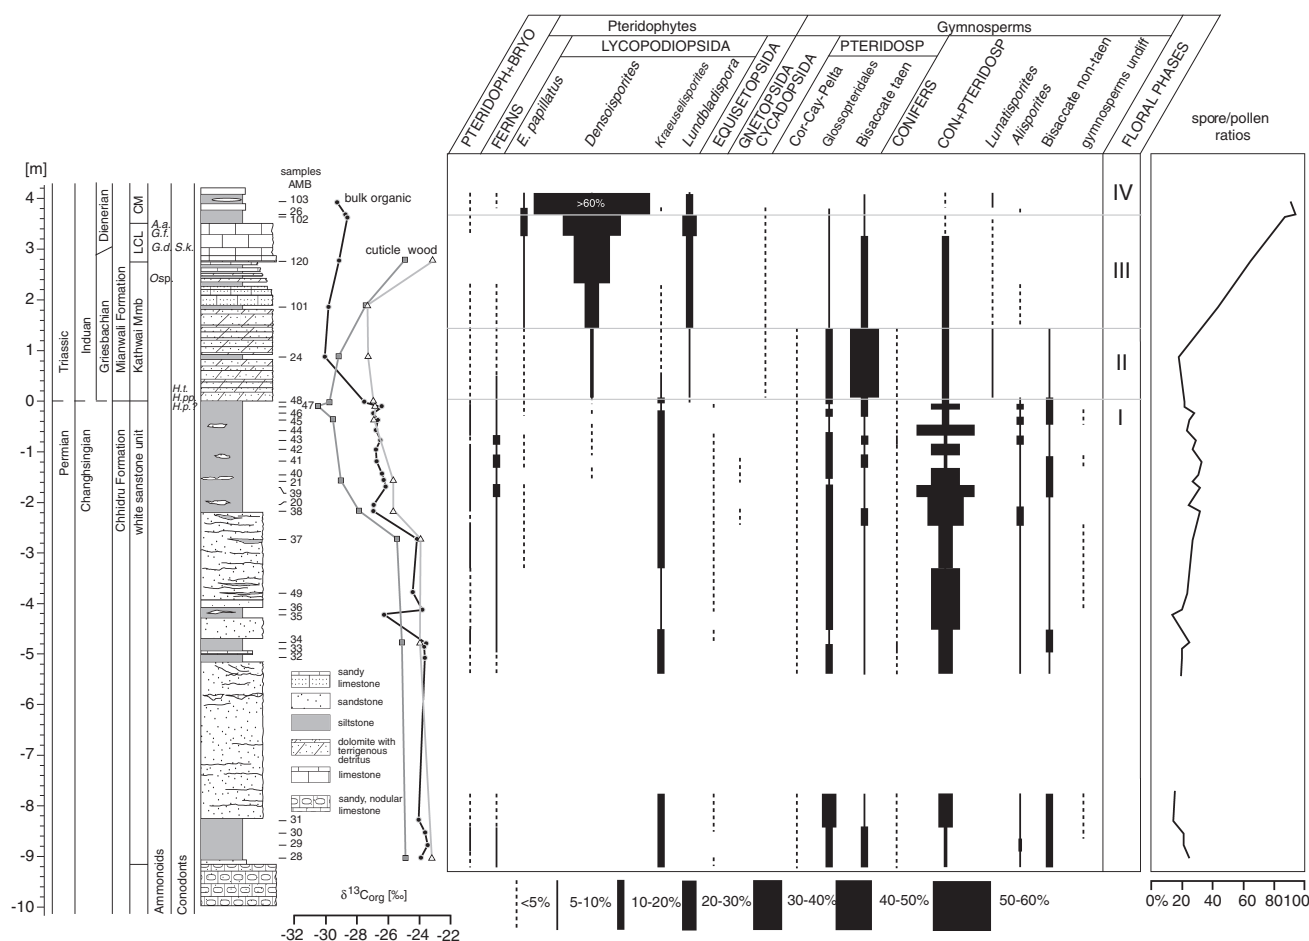 Pteridophytes
Gymnosperms
LYCOPODIOPSIDA
PTERIDOSP
PTERIDOPH+BRYO
FERNS
E. papillatus
Densoisporites
Kraeuselisporites
Lundbladispora
EQUISETOPSIDA
GNETOPSIDA
CYCADOPSIDA
Cor-Cay-Pelta
Glossopteridales
Bisaccate taen
CONIFERS
CON+PTERIDOSP
Lunatisporites
Alisporites
Bisaccate non-taen
gymnosperms undiff
FLORAL PHASES
spore/pollen
ratios
[m]
4
3
2
1
0
-1
-2
-3
-4
-5
-6
-7
-8
-9
-10
Triassic
Permian
Induan
Changhsingian
Dienerian
Griesbachian
Mianwali Formation
Chhidru Formation
CM
LCL
Kathwai Mmb
white sanstone unit
Ammonoids
Conodonts
A.a.
G.f.
G.d.
S.k.
Osp.
H.t.
H.pp.
H.p.?
samples
AMB
103
26
102
120
101
24
48
47
46
45
44
43
42
41
40
21
39
20
38
37
49
36
35
34
33
32
31
30
29
28
bulk organic
cuticle wood
sandy
limestone
sandstone
siltstone
dolomite with
terrigenous
detritus
limestone
sandy, nodular
limestone
δ13Corg [‰]
-32 -30 -28 -26 -24 -22
>60%
IV
III
II
I
<5% 5-10% 10-20% 20-30% 30-40% 40-50% 50-60%
0% 20 40 60 80 100